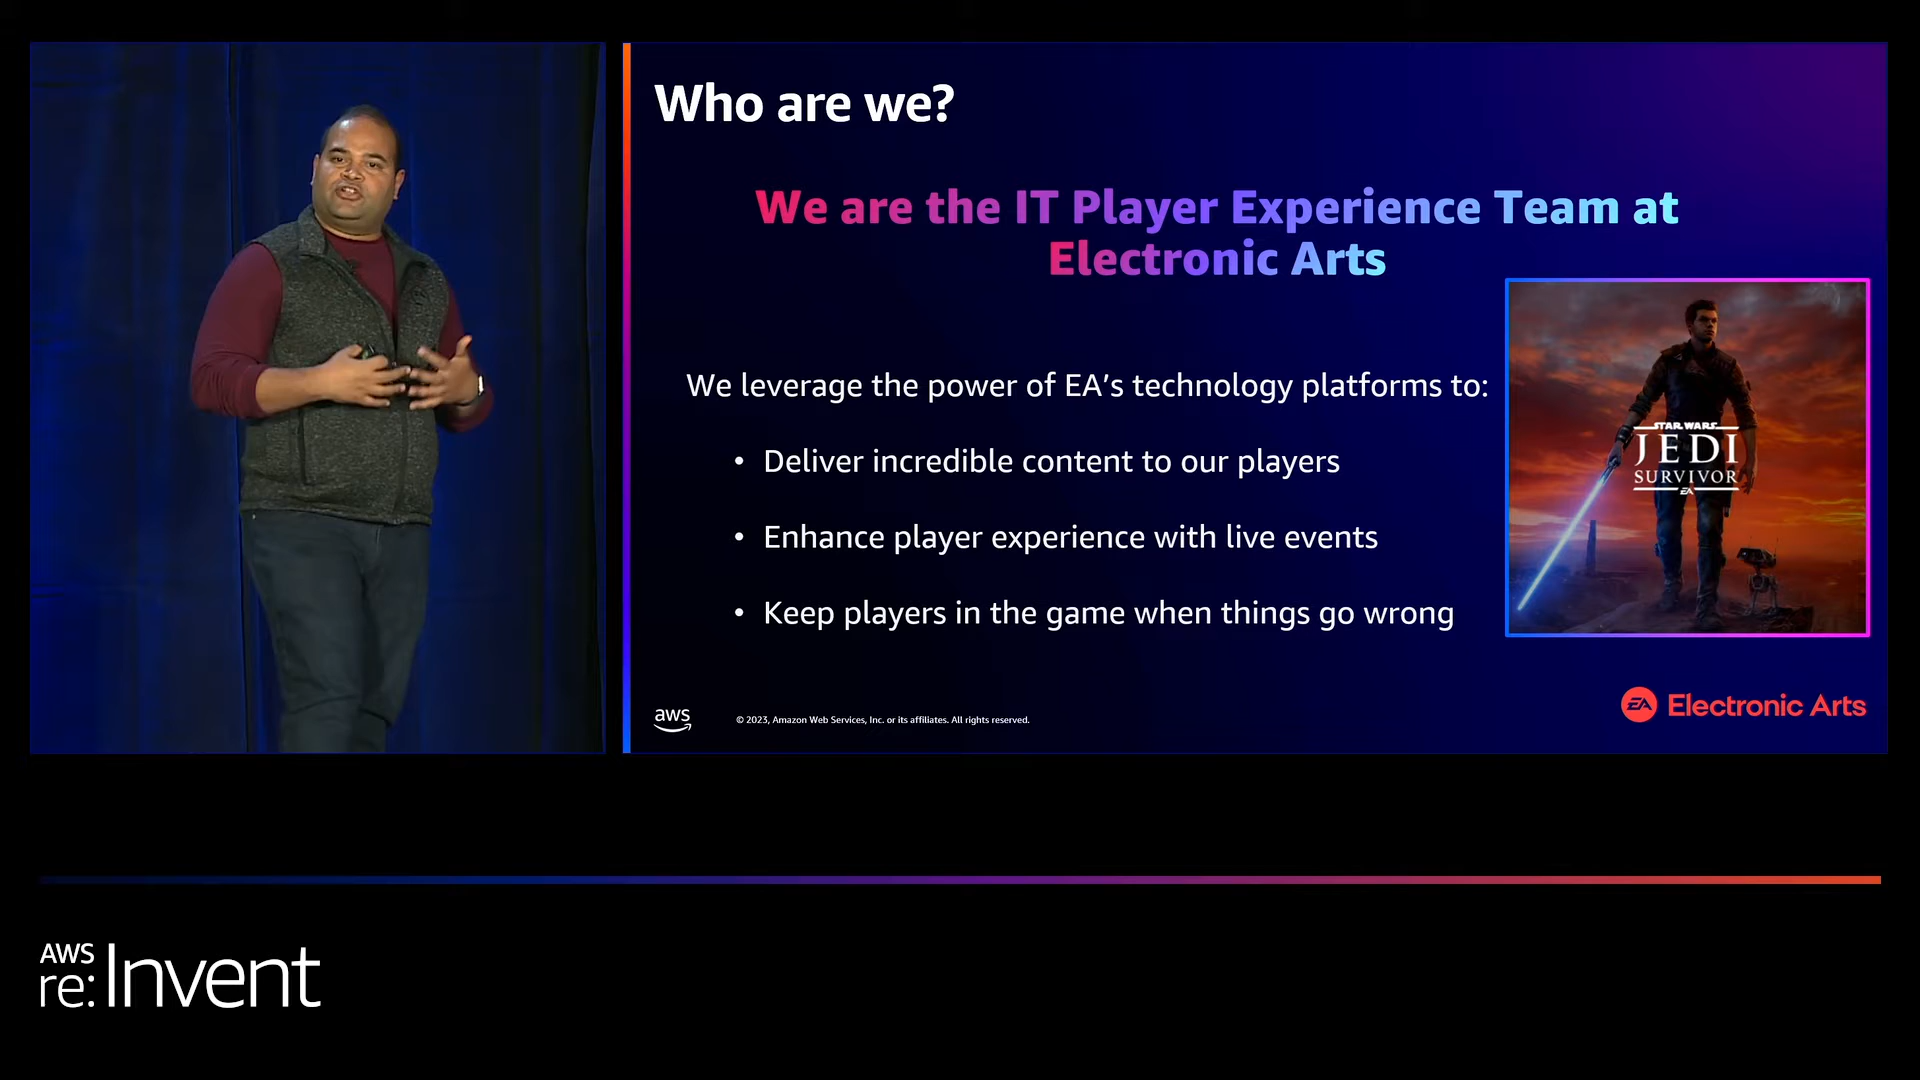 Who are we?
We are the IT Player Experience Team at
Electronic Arts
We leverage the power of EA’s technology platforms to:
• Deliver incredible content to our players
• Enhance player experience with live events
• Keep players in the game when things go wrong
STAR WARS
JEDI
SURVIVOR
EA
aws
© 2023, Amazon Web Services, Inc. or its affiliates. All rights reserved.
EA Electronic Arts
AWS
re:Invent